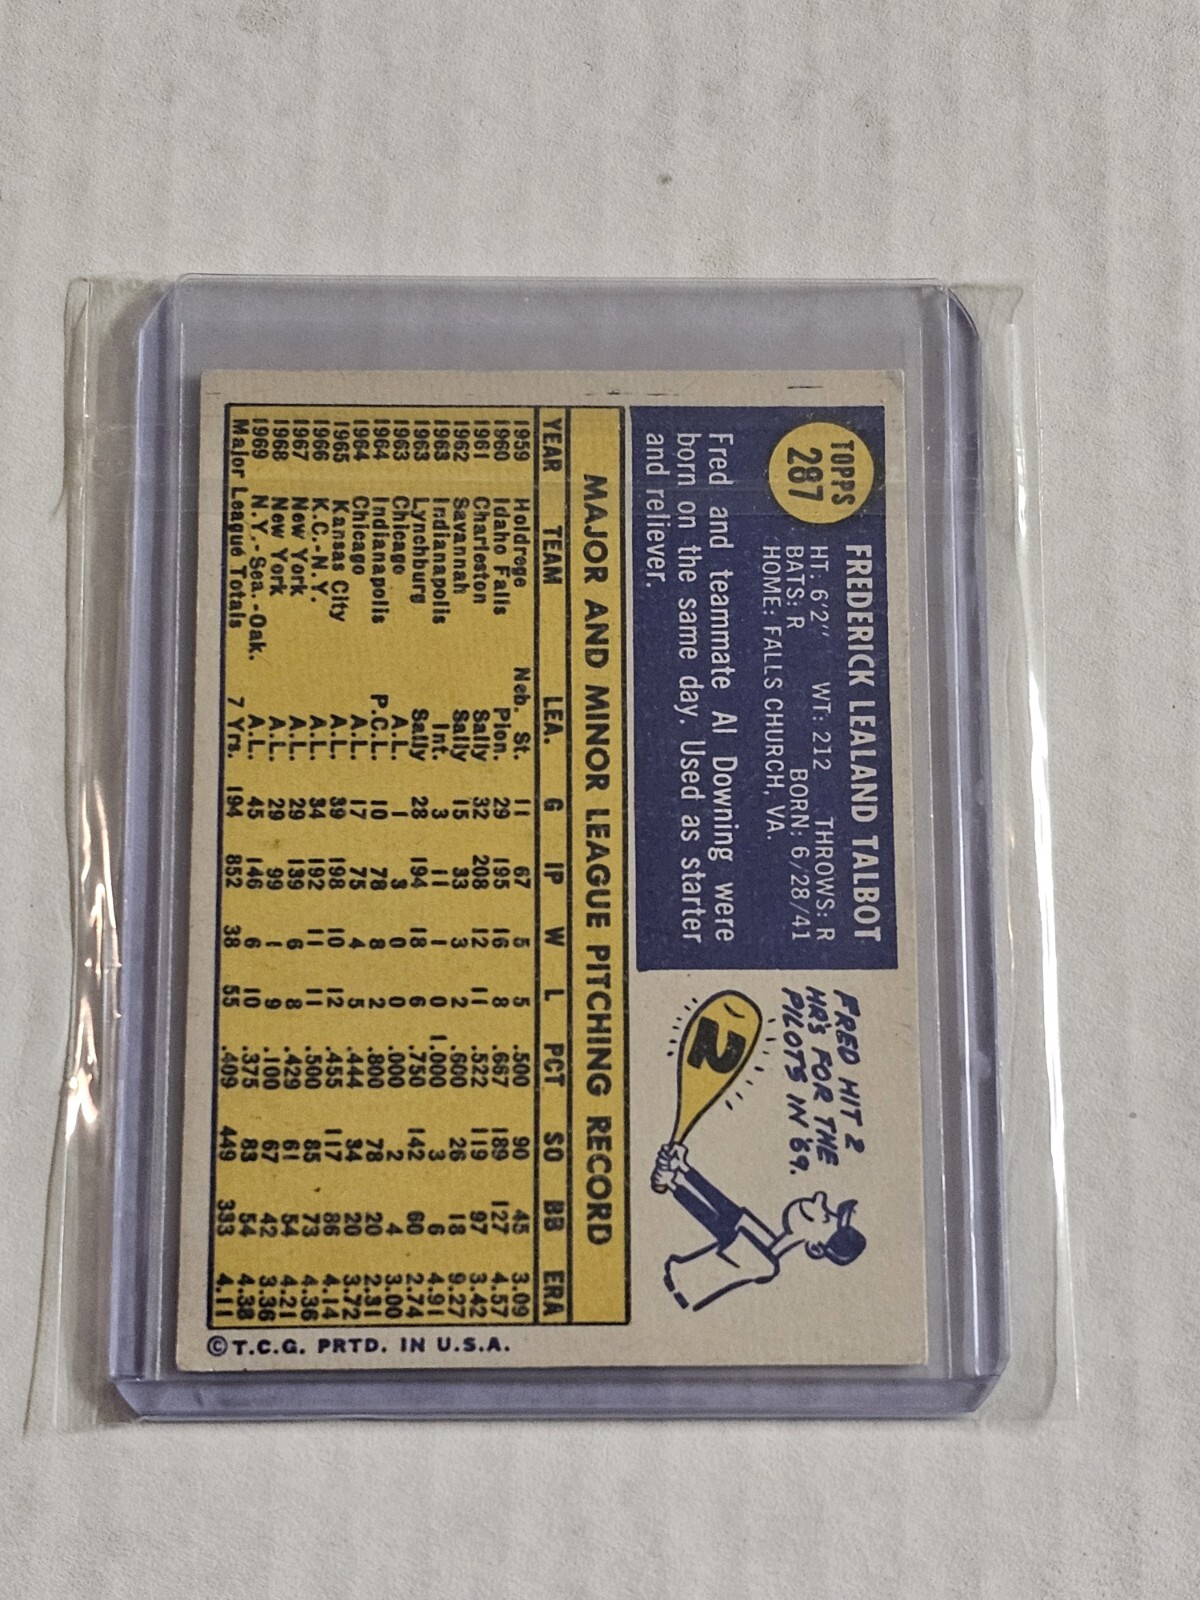 TOPPS
287
FREDERICK LEALAND TALBOT
HT: 6'2" WT: 212 THROWS: R
BATS: R BORN: 6/28/41
HOME: FALLS CHURCH, VA.
Fred and teammate Al Downing were
born on the same day. Used as starter
and reliever.
FRED HIT 2
HR'S FOR THE
PILOTS IN '69.
2
MAJOR AND MINOR LEAGUE PITCHING RECORD
YEAR TEAM LEA. G IP W L PCT SO BB ERA
1959 Holdrege Neb. St. 11 67 5 5 .500 90 45 3.09
1960 Idaho Falls Pion. 29 195 16 8 .667 189 127 4.57
1961 Charleston Sally 32 208 12 11 .522 119 97 3.42
1962 Savannah Sally 15 33 3 2 .600 26 18 9.27
1963 Indianapolis Int. 3 11 1 0 1.000 3 6 4.91
1963 Lynchburg Sally 28 194 18 6 .750 142 60 2.74
1963 Chicago A.L. 1 3 0 0 .000 2 4 3.00
1964 Indianapolis P.C.L. 10 78 8 2 .800 78 20 2.31
1964 Chicago A.L. 17 75 4 5 .444 34 20 3.72
1965 Kansas City A.L. 39 198 10 12 .455 117 86 4.14
1966 K.C.-N.Y. A.L. 34 192 11 11 .500 85 73 4.36
1967 New York A.L. 29 139 6 8 .429 61 54 4.21
1968 New York A.L. 29 99 1 9 .100 67 42 3.36
1969 N.Y.-Sea.-Oak. A.L. 45 146 6 10 .375 83 54 4.38
Major League Totals 7 Yrs. 194 852 38 55 .409 449 333 4.11
©T.C.G. PRTD. IN U.S.A.